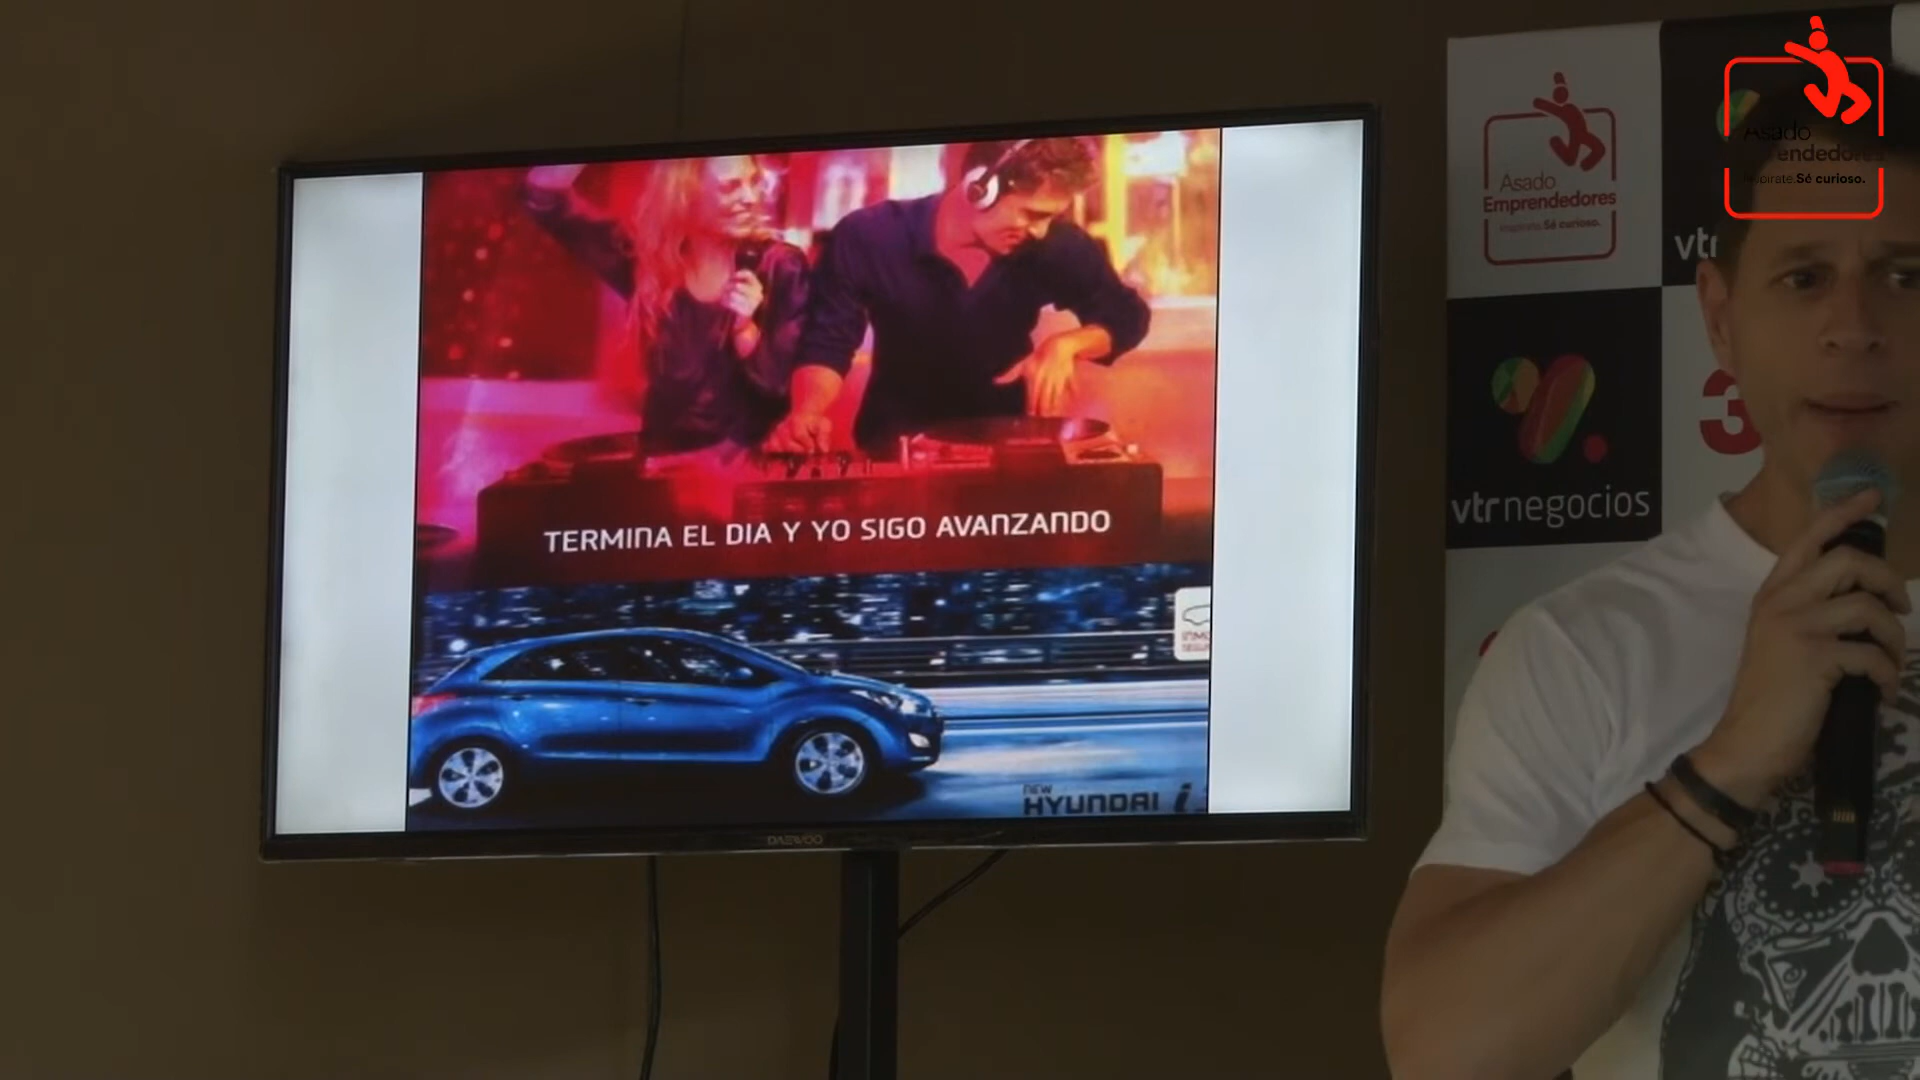 Asado
Emprendedores
Inspírate.Sé curioso.
vtr
Asado
Emprendedores
Inspírate.Sé curioso.
vtrnegocios
3
TERMINA EL DIA Y YO SIGO AVANZANDO
NEW
HYUNDAI i
DAEWOO